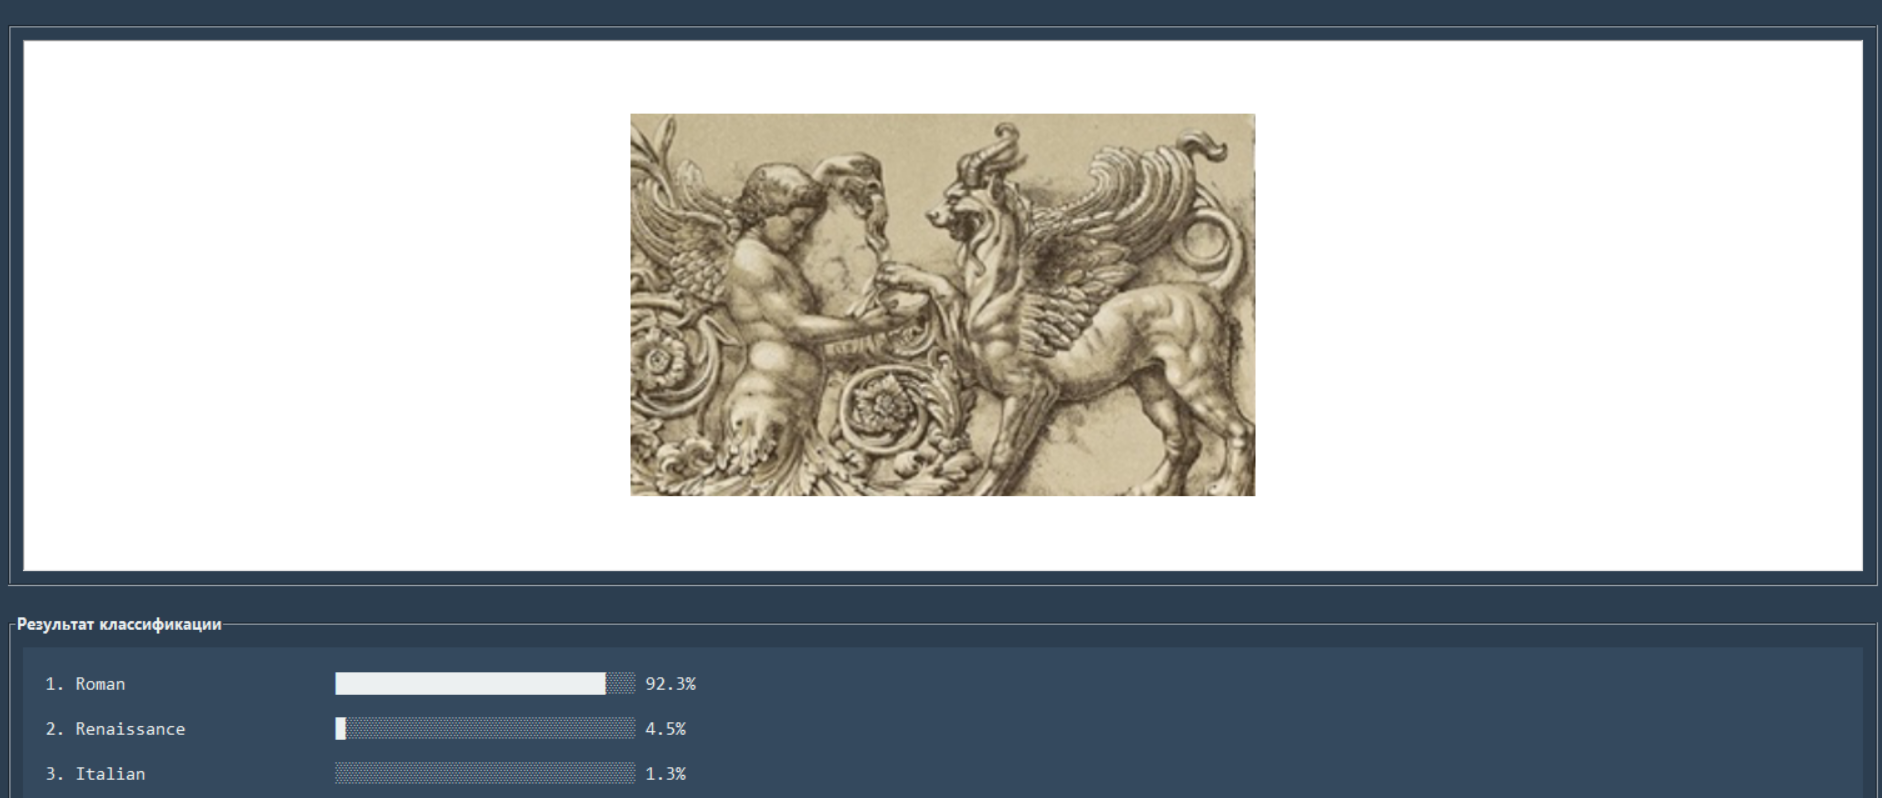 Результат классификации
1. Roman 92.3%
2. Renaissance 4.5%
3. Italian 1.3%